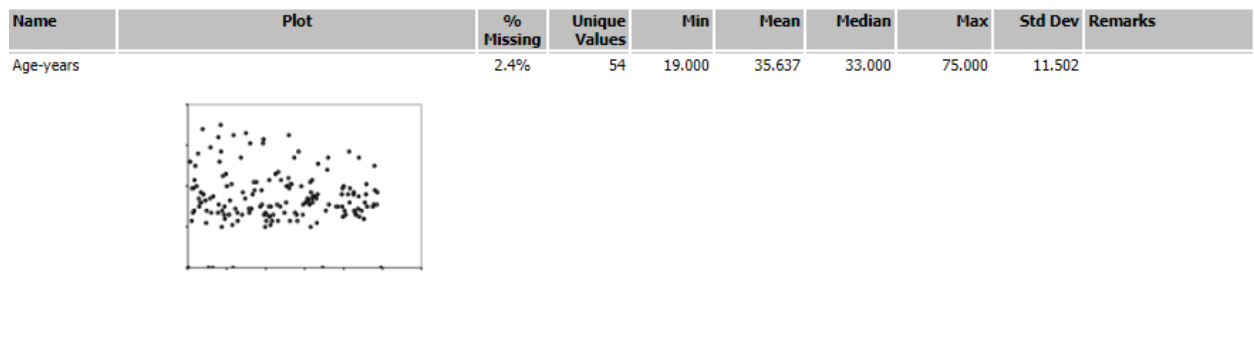 Name Plot % Missing Unique Values Min Mean Median Max Std Dev Remarks
Age-years 2.4% 54 19.000 35.637 33.000 75.000 11.502